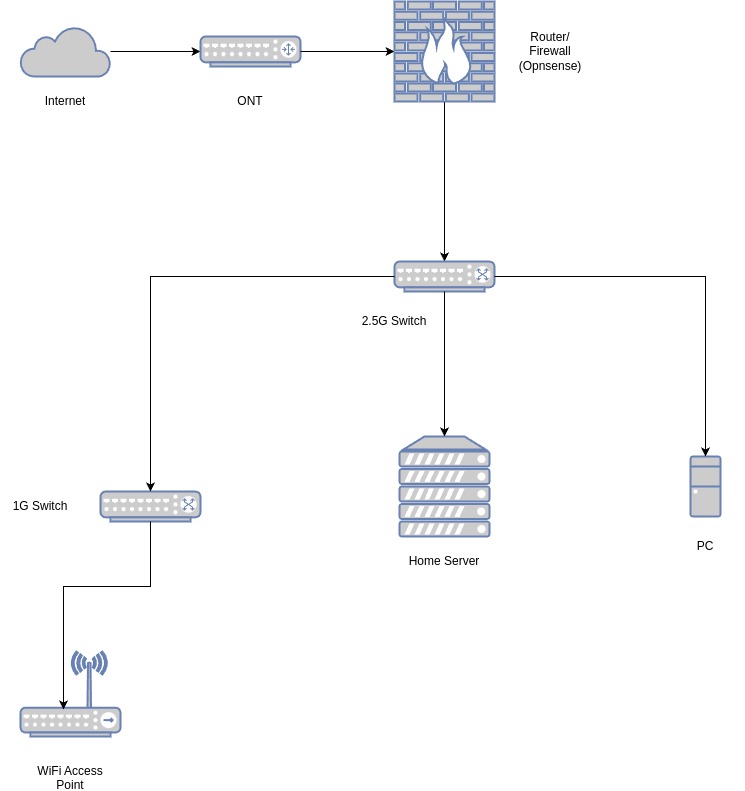 Internet
ONT
Router/
Firewall
(Opnsense)
2.5G Switch
1G Switch
Home Server
PC
WiFi Access
Point